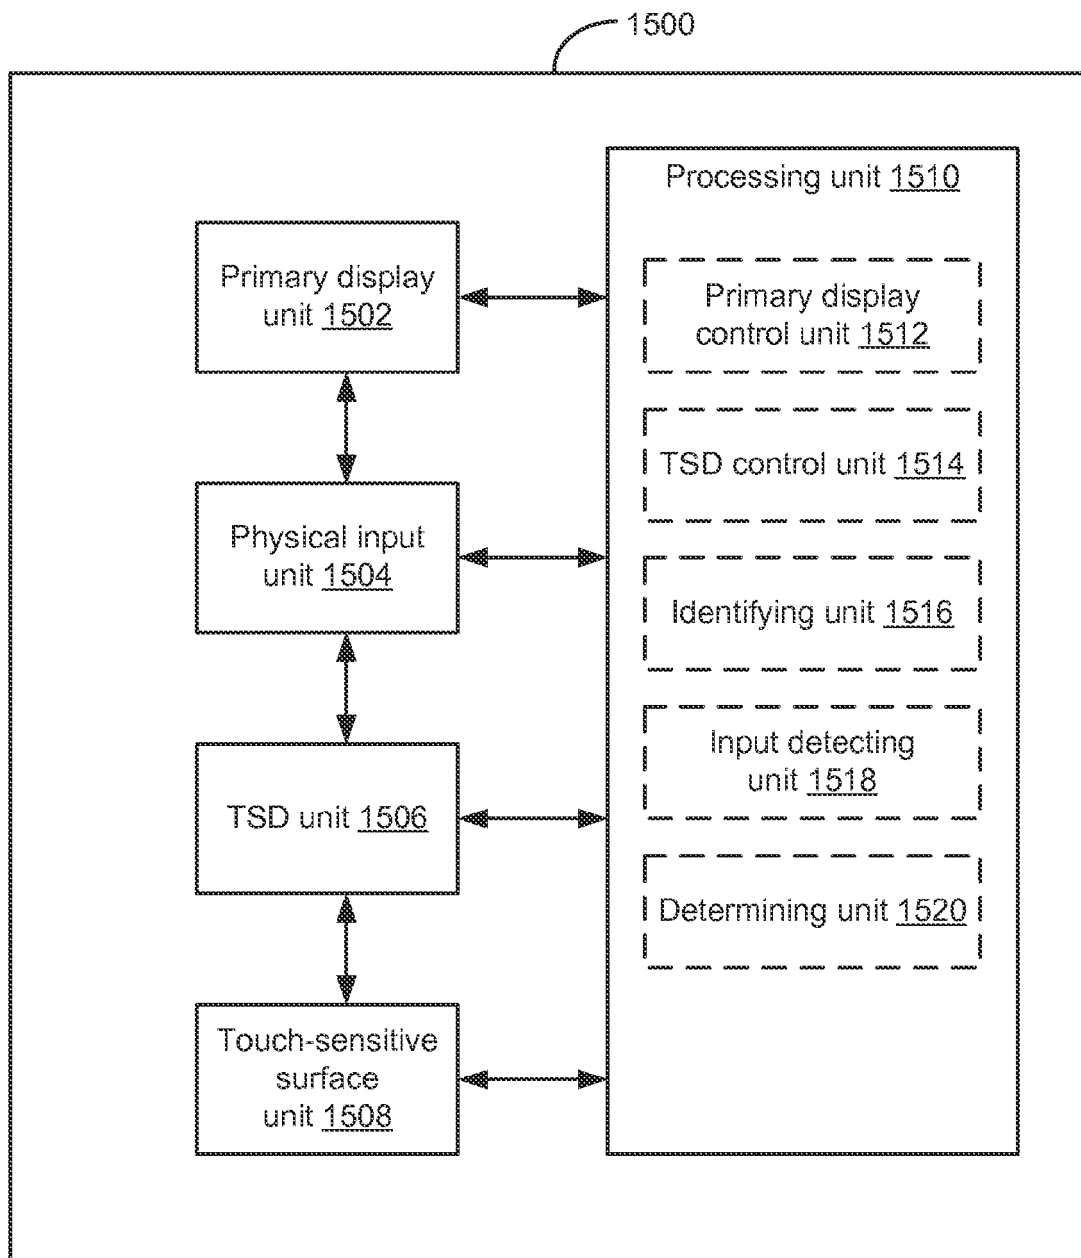 1500
Processing unit 1510
Primary display
unit 1502
Primary display
control unit 1512
TSD control unit 1514
Physical input
unit 1504
Identifying unit 1516
Input detecting
unit 1518
TSD unit 1506
Determining unit 1520
Touch-sensitive
surface
unit 1508